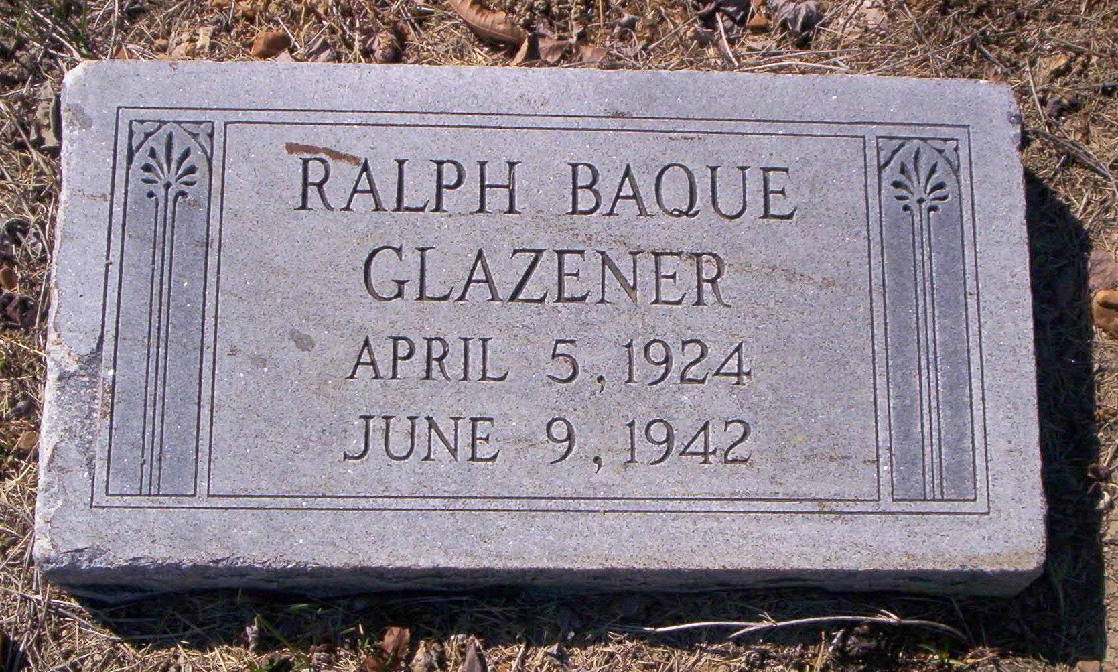 RALPH BAQUE
GLAZENER
APRIL 5, 1924
JUNE 9, 1942